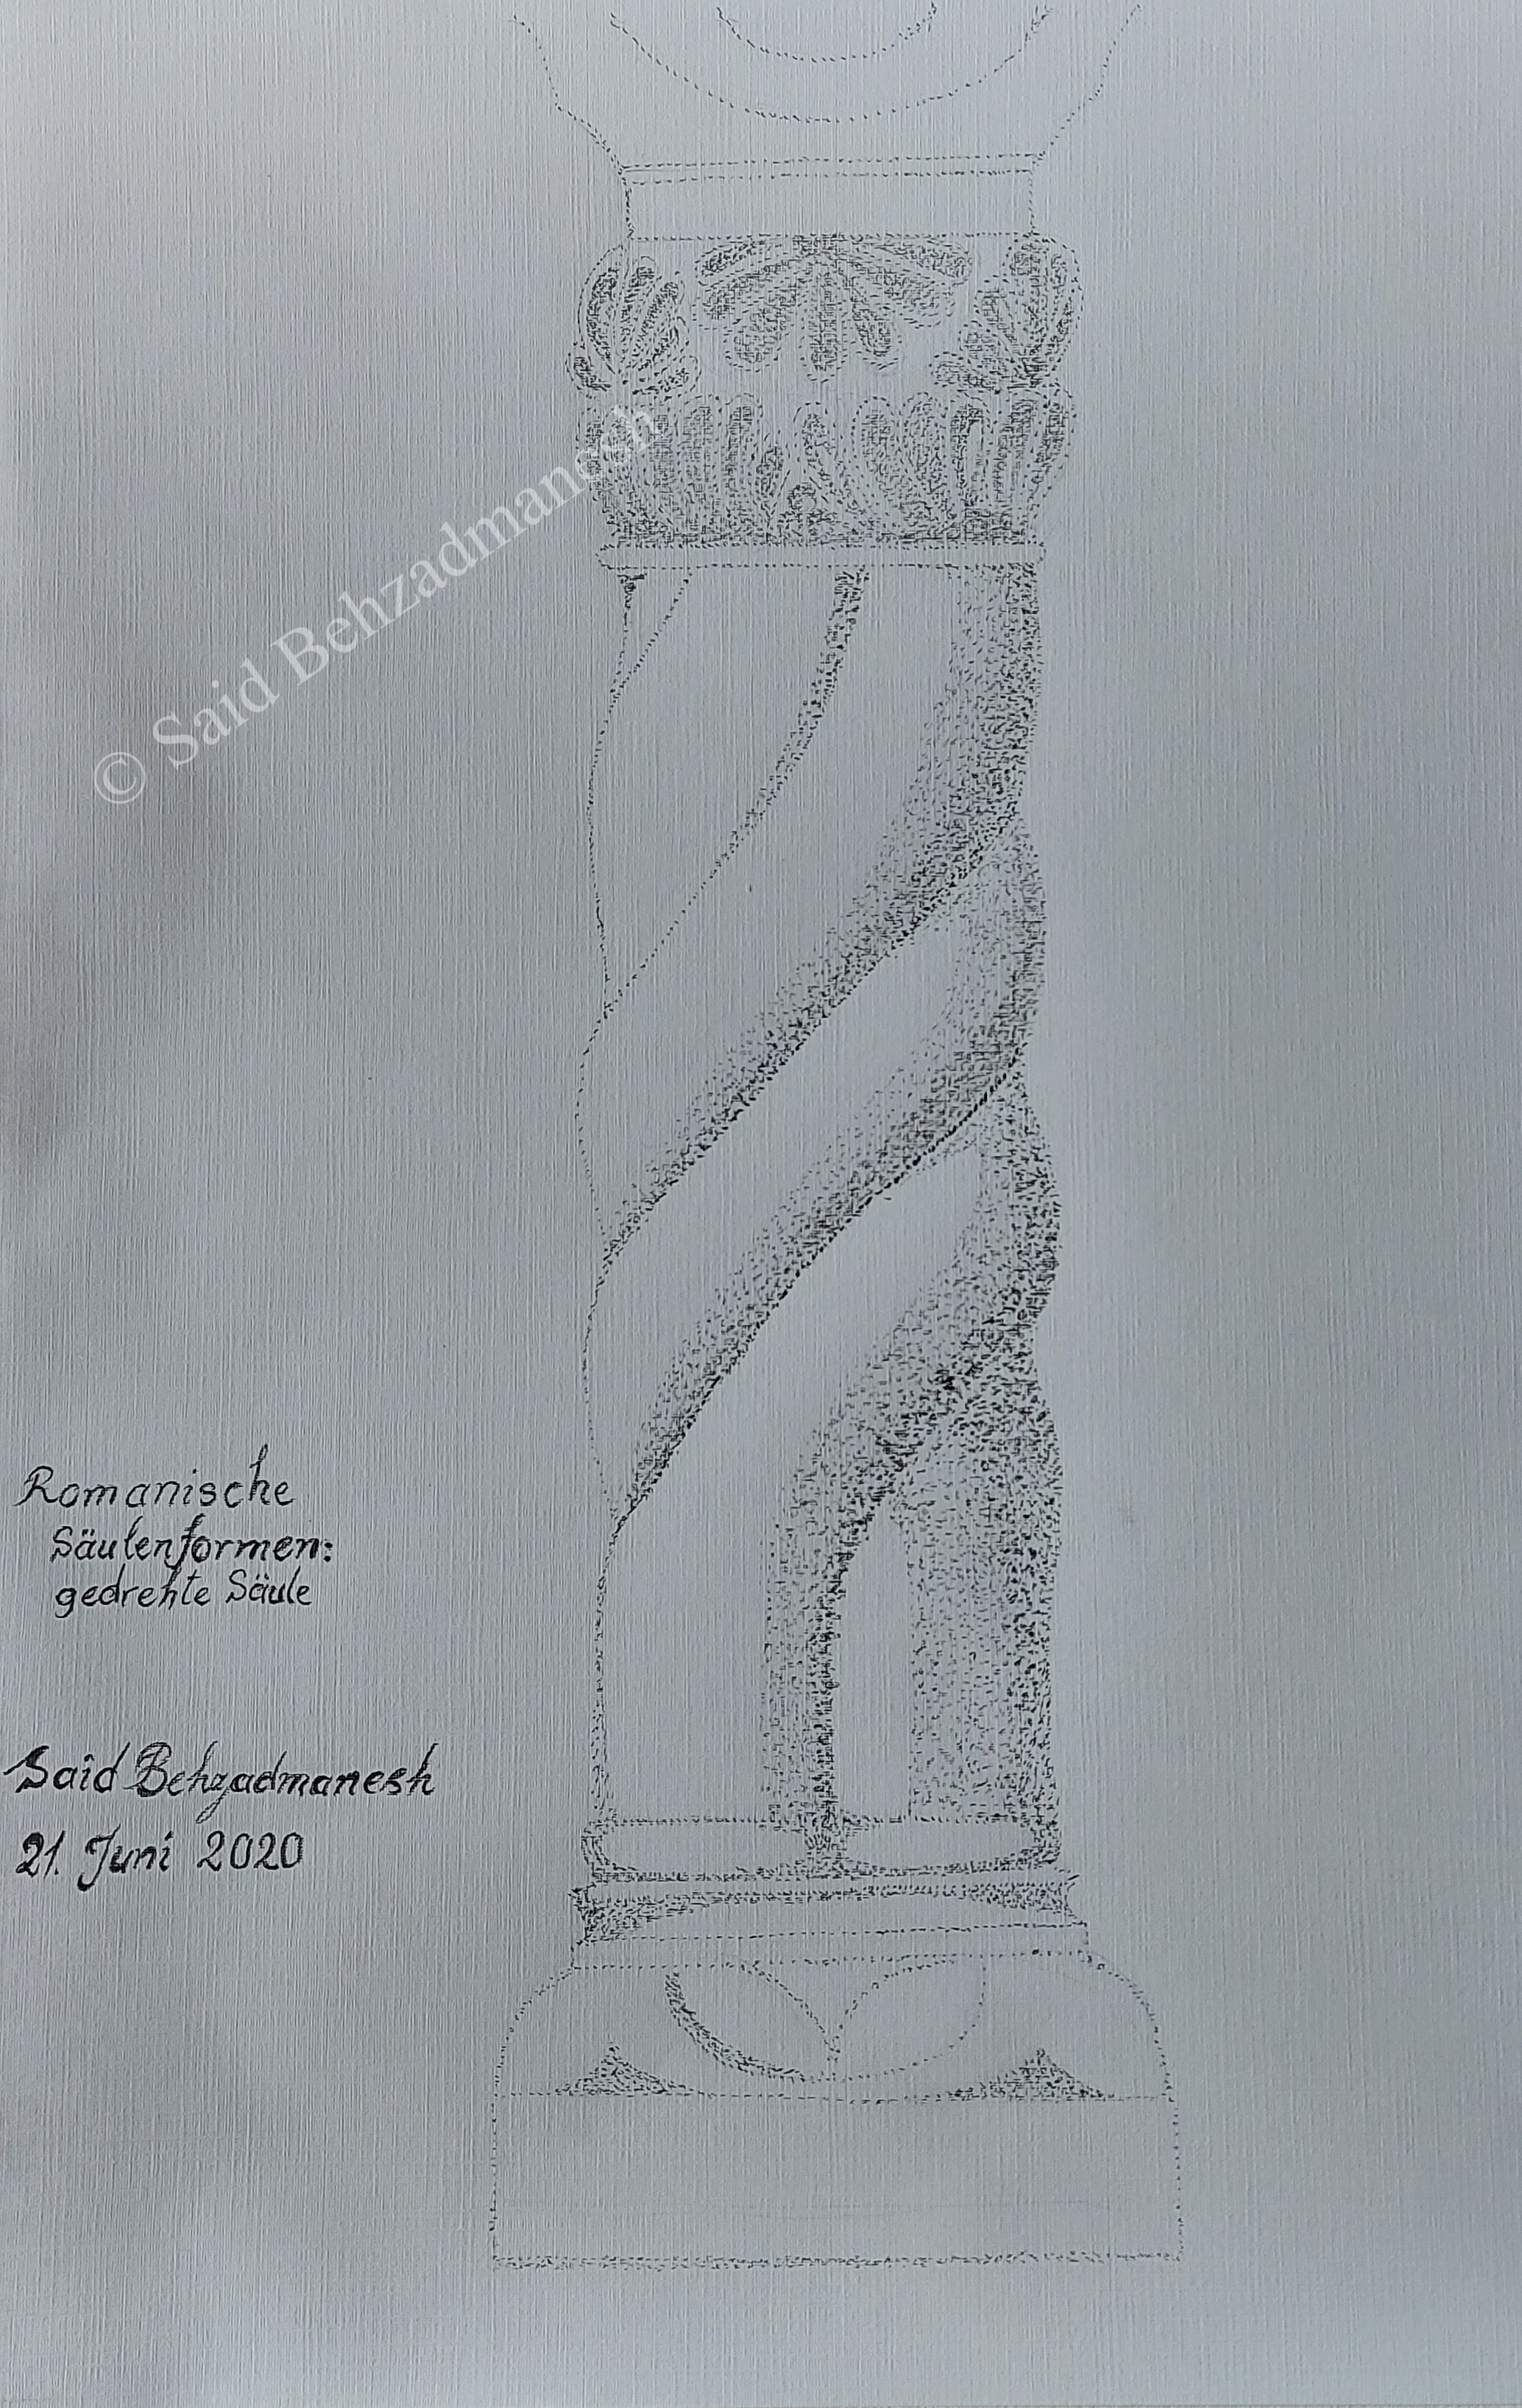 © Said Behzadmanesh
Romanische
Säulenformen:
gedrehte Säule
Said Behzadmanesh
21. Juni 2020